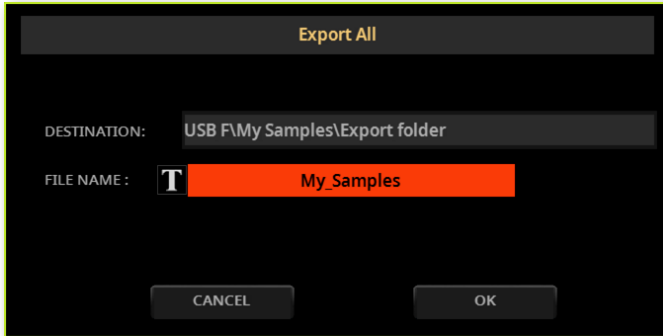 Export All
DESTINATION: USB F\My Samples\Export folder
FILE NAME : T My_Samples
CANCEL OK